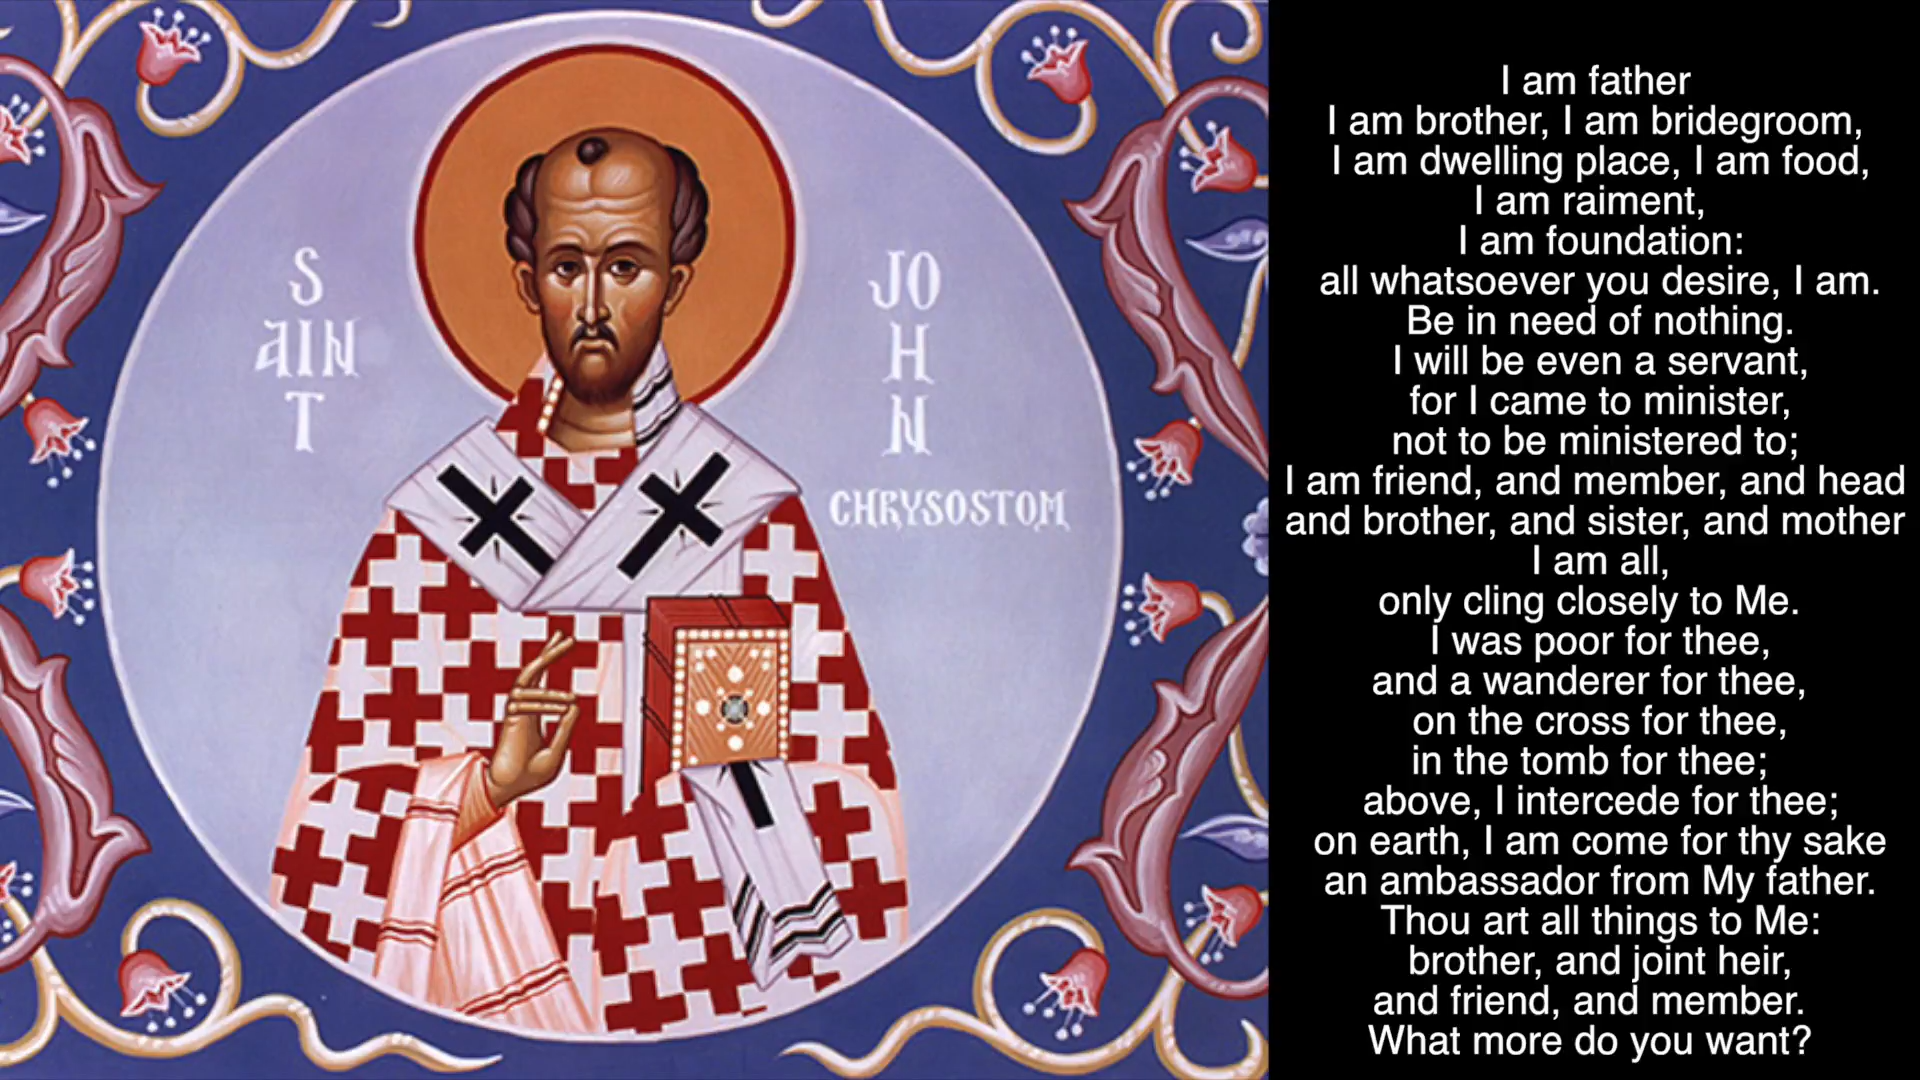 S
AIN
T
JO
H
N
CHRYSOSTOM
I am father
I am brother, I am bridegroom,
I am dwelling place, I am food,
I am raiment,
I am foundation:
all whatsoever you desire, I am.
Be in need of nothing.
I will be even a servant,
for I came to minister,
not to be ministered to;
I am friend, and member, and head
and brother, and sister, and mother
I am all,
only cling closely to Me.
I was poor for thee,
and a wanderer for thee,
on the cross for thee,
in the tomb for thee;
above, I intercede for thee;
on earth, I am come for thy sake
an ambassador from My father.
Thou art all things to Me:
brother, and joint heir,
and friend, and member.
What more do you want?